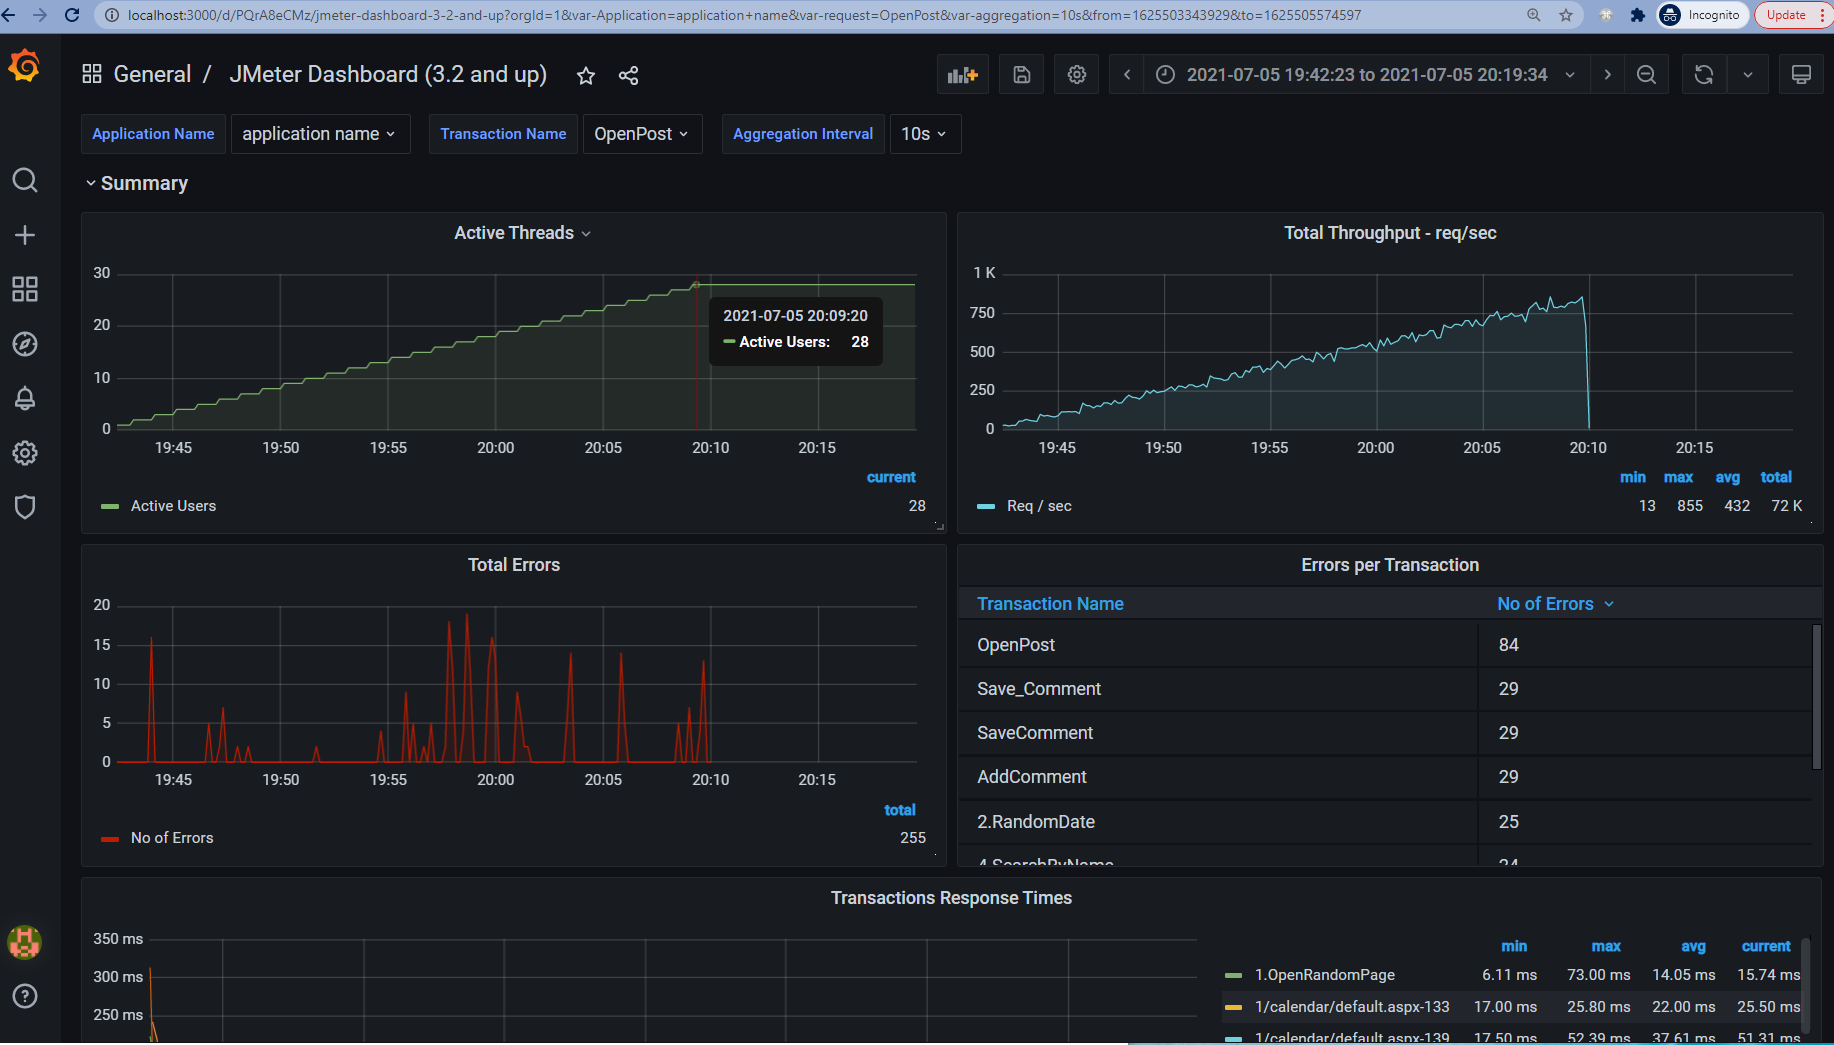 localhost:3000/d/PQrA8eCMz/jmeter-dashboard-3-2-and-up?orgId=1&var-Application=application+name&var-request=OpenPost&var-aggregation=10s&from=1625503343929&to=1625505574597
Incognito
Update
General / JMeter Dashboard (3.2 and up)
2021-07-05 19:42:23 to 2021-07-05 20:19:34
Application Name application name Transaction Name OpenPost Aggregation Interval 10s
Summary
Active Threads
30
20
10
0
19:45 19:50 19:55 20:00 20:05 20:10 20:15
2021-07-05 20:09:20
Active Users: 28
current
Active Users 28
Total Throughput - req/sec
1 K
750
500
250
0
19:45 19:50 19:55 20:00 20:05 20:10 20:15
min max avg total
Req / sec 13 855 432 72 K
Total Errors
20
15
10
5
0
19:45 19:50 19:55 20:00 20:05 20:10 20:15
total
No of Errors 255
Errors per Transaction
Transaction Name No of Errors
OpenPost 84
Save_Comment 29
SaveComment 29
AddComment 29
2.RandomDate 25
4.SearchByName 24
Transactions Response Times
350 ms
300 ms
250 ms
min max avg current
1.OpenRandomPage 6.11 ms 73.00 ms 14.05 ms 15.74 ms
1/calendar/default.aspx-133 17.00 ms 25.80 ms 22.00 ms 25.50 ms
1/calendar/default.aspx-139 17.50 ms 52.39 ms 37.61 ms 51.31 ms